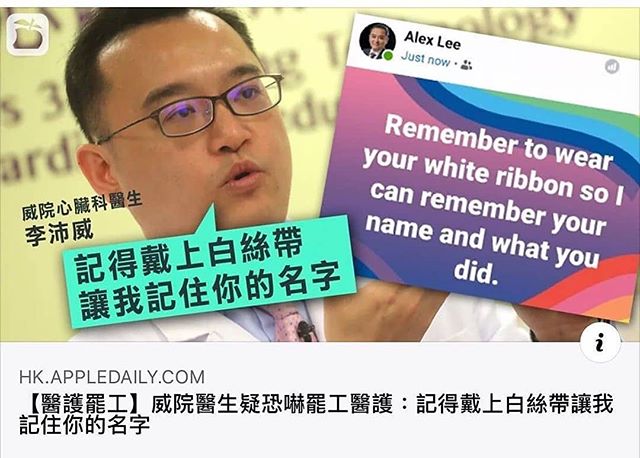 Alex Lee
Just now
Remember to wear
your white ribbon so I
can remember your
name and what you
did.
威院心臟科醫生
李沛威
記得戴上白絲帶
讓我記住你的名字
HK.APPLEDAILY.COM
【醫護罷工】威院醫生疑恐嚇罷工醫護：記得戴上白絲帶讓我
記住你的名字